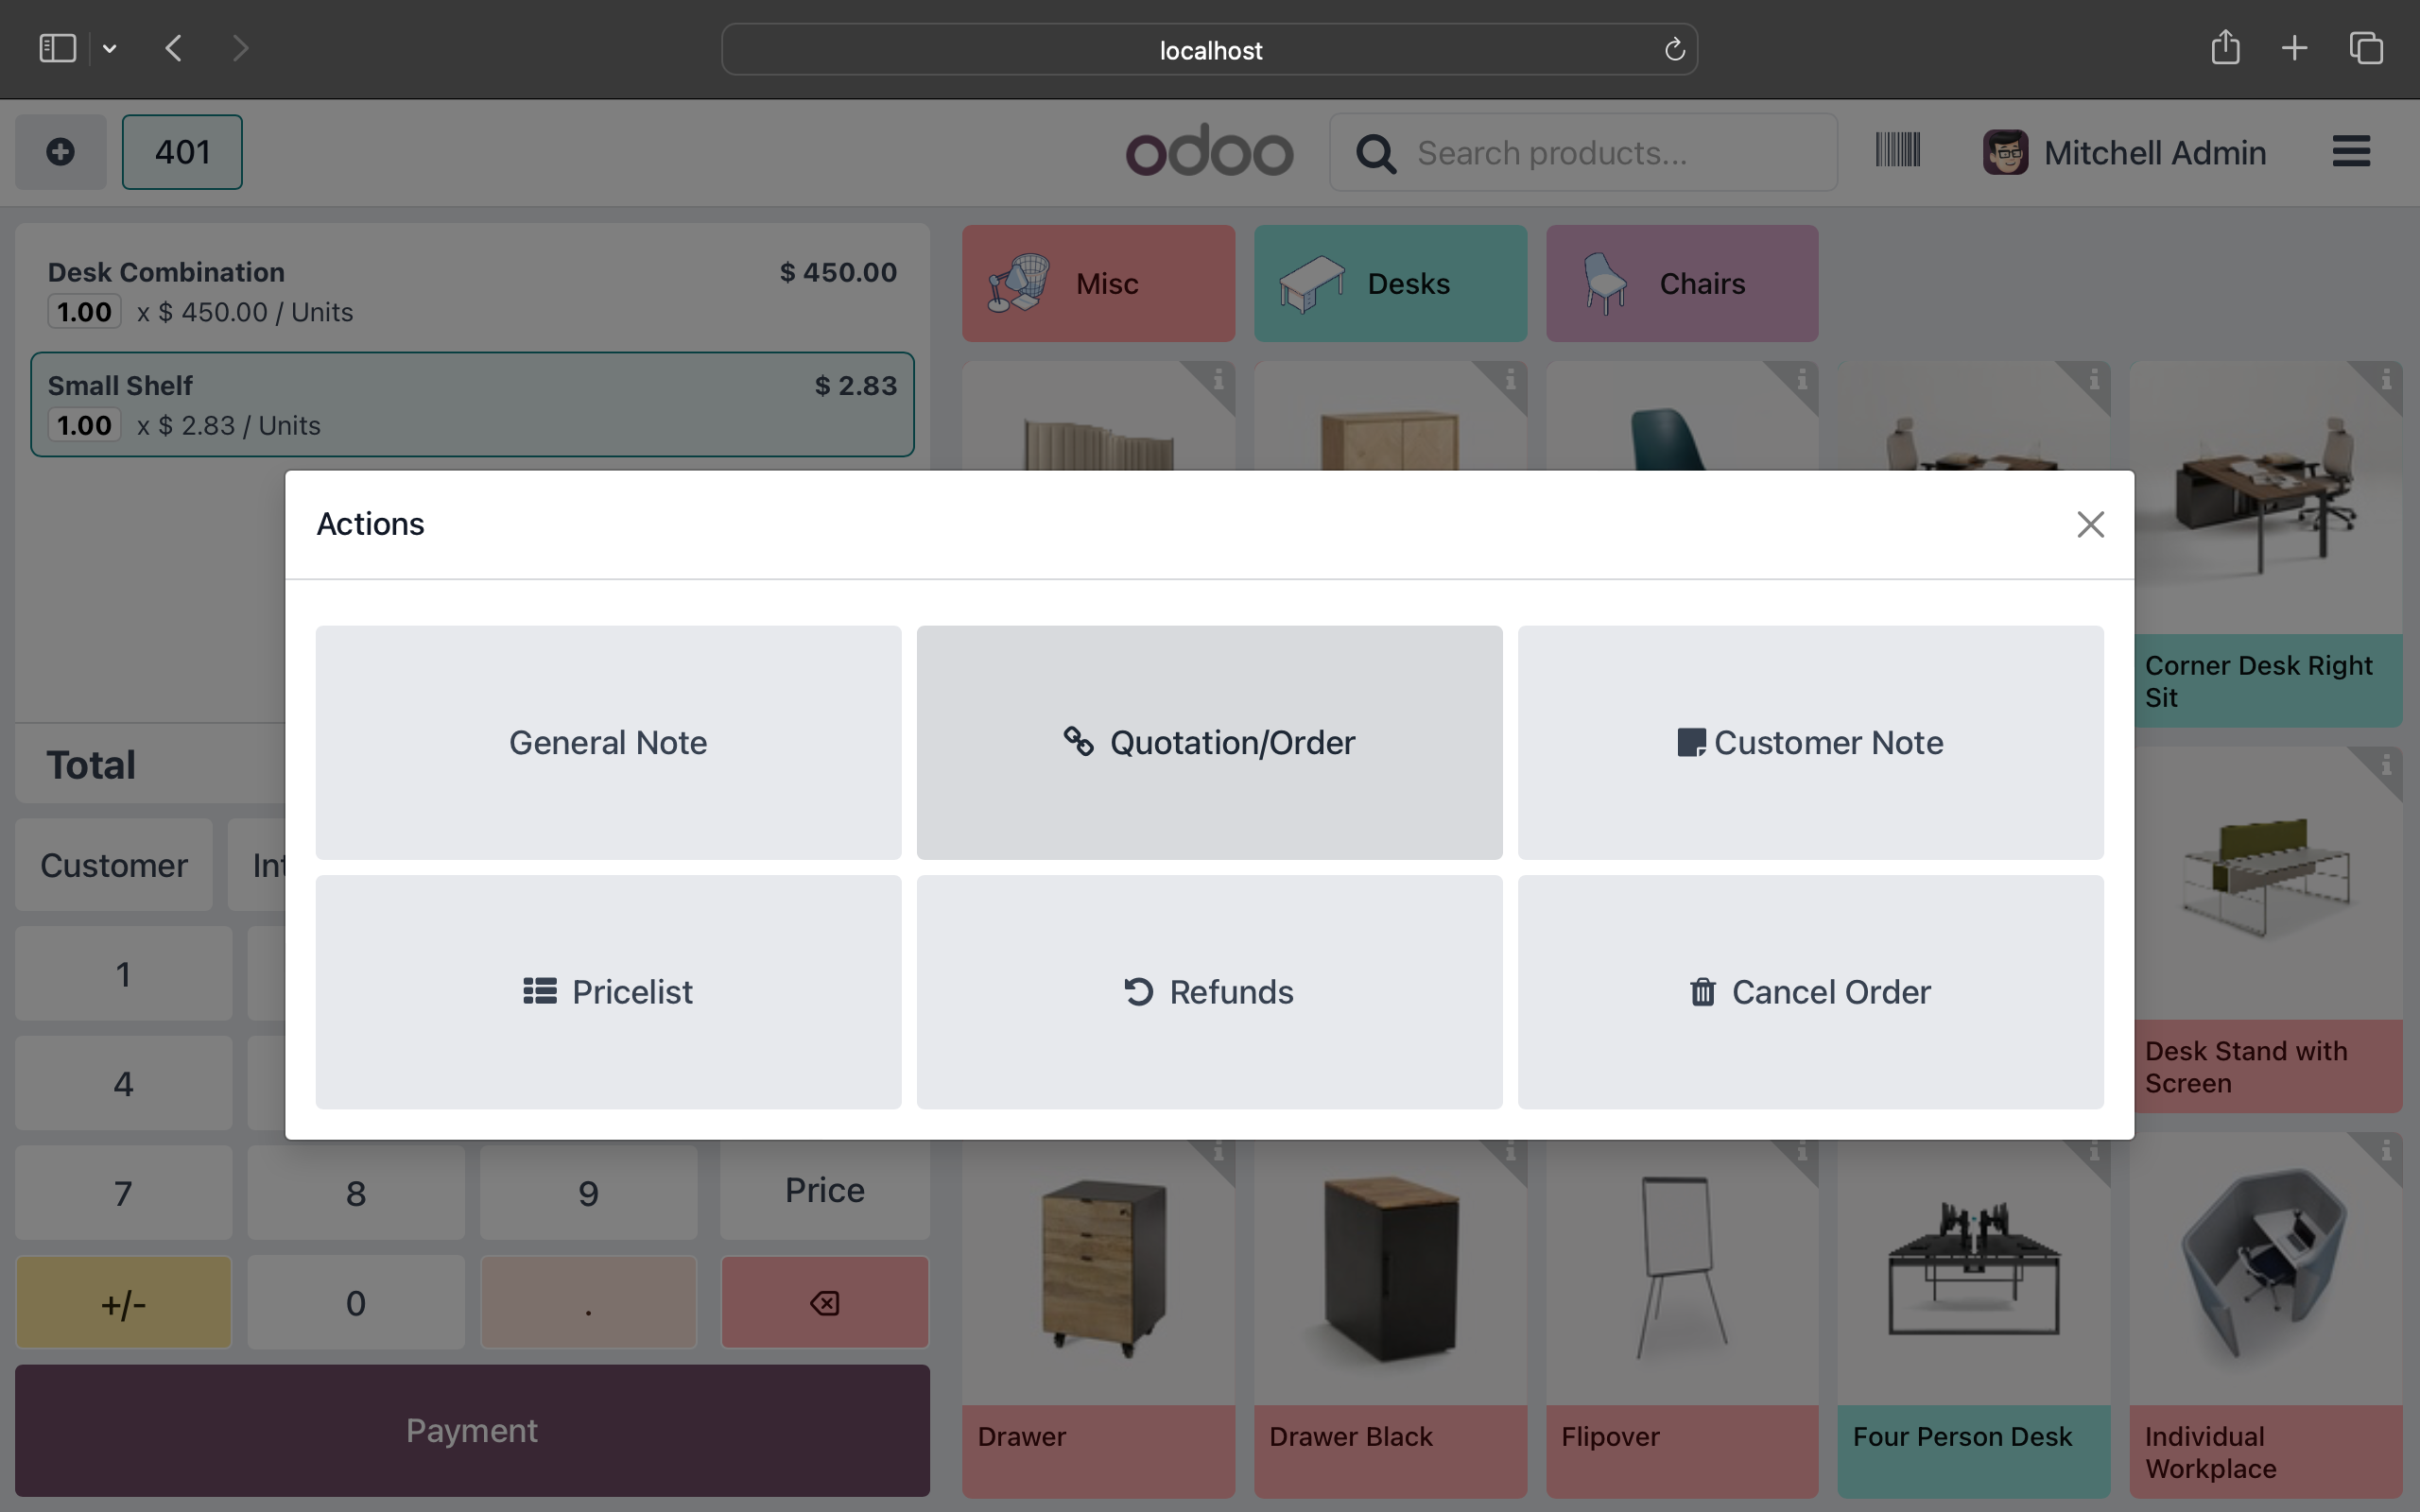 localhost
401
odoo
Search products...
Mitchell Admin
Desk Combination
$ 450.00
1.00 x $ 450.00 / Units
Small Shelf
$ 2.83
1.00 x $ 2.83 / Units
Misc
Desks
Chairs
Actions
General Note
Quotation/Order
Customer Note
Pricelist
Refunds
Cancel Order
Corner Desk Right
Sit
Total
Customer
1
4
7
8
9
Price
+/-
0
.
Payment
Desk Stand with
Screen
Drawer
Drawer Black
Flipover
Four Person Desk
Individual
Workplace